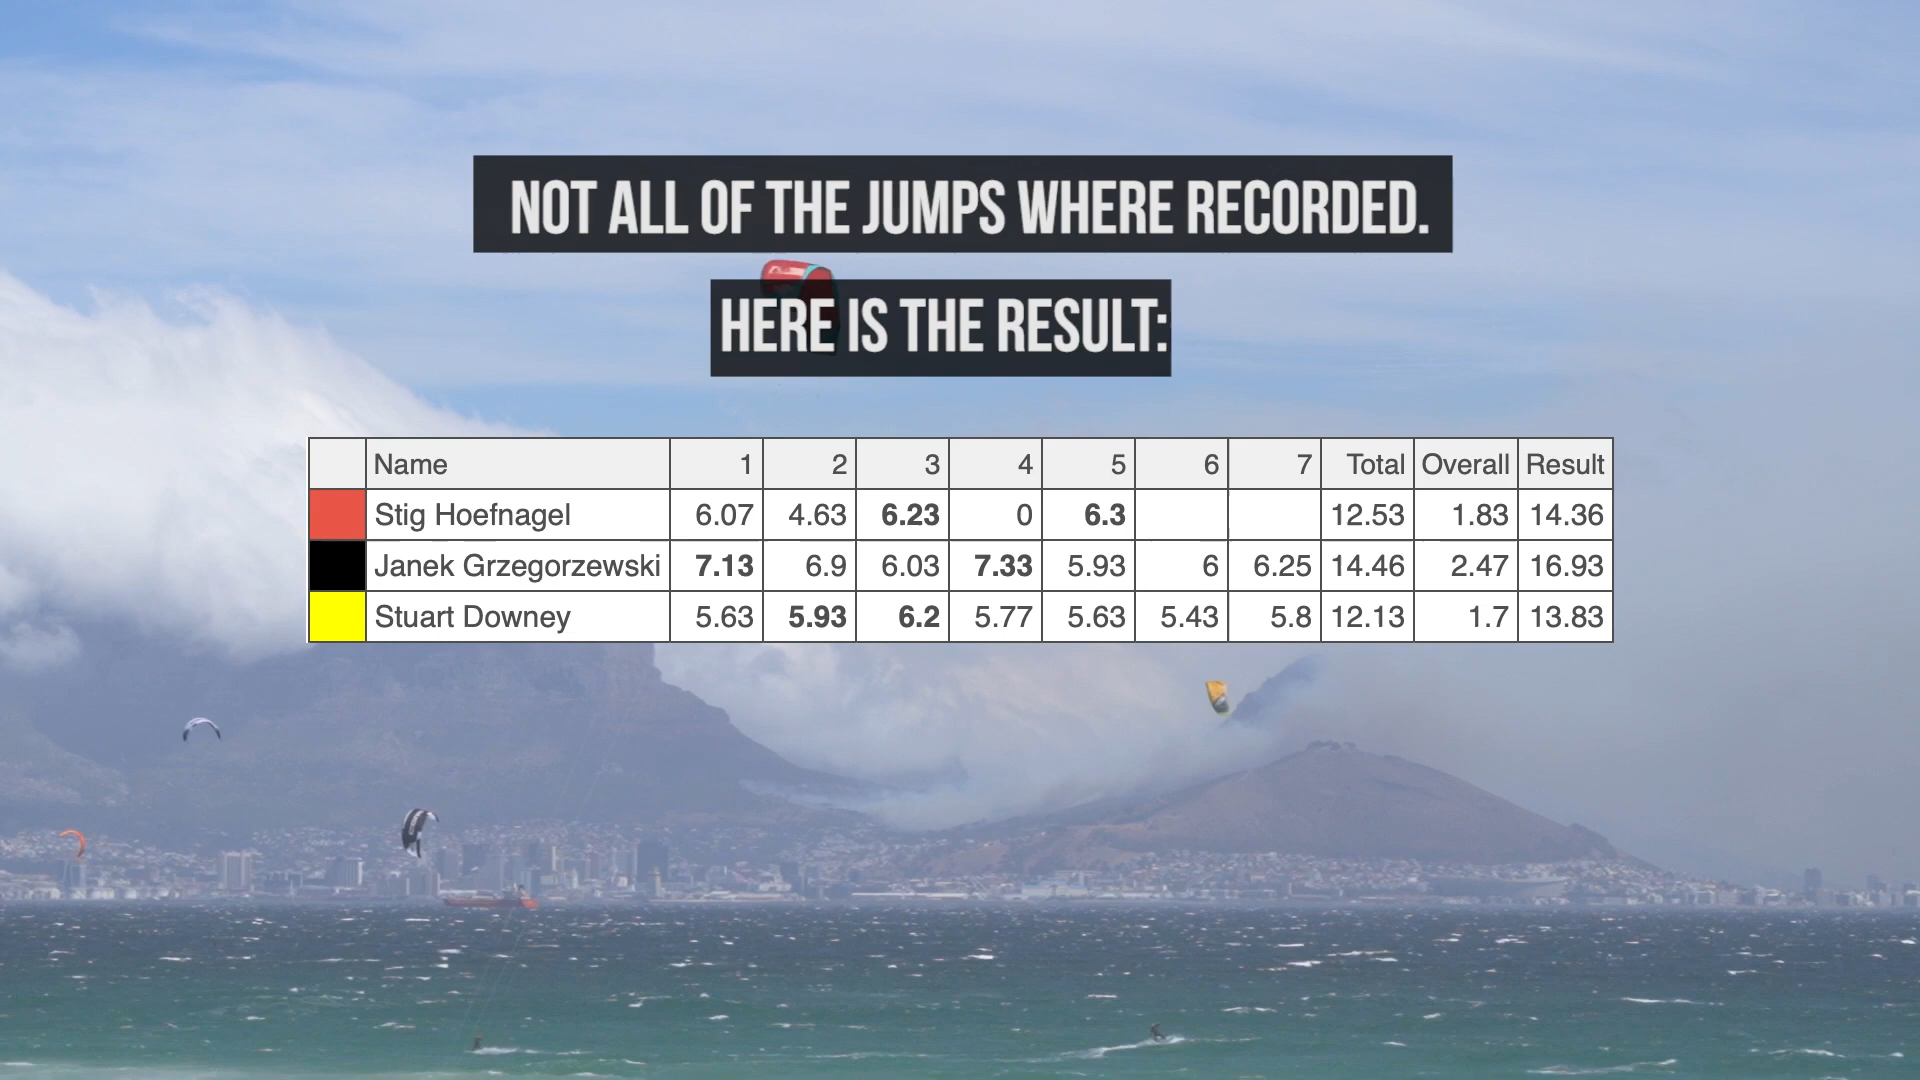 NOT ALL OF THE JUMPS WHERE RECORDED.
HERE IS THE RESULT:
Name 1 2 3 4 5 6 7 Total Overall Result
Stig Hoefnagel 6.07 4.63 6.23 0 6.3 12.53 1.83 14.36
Janek Grzegorzewski 7.13 6.9 6.03 7.33 5.93 6 6.25 14.46 2.47 16.93
Stuart Downey 5.63 5.93 6.2 5.77 5.63 5.43 5.8 12.13 1.7 13.83